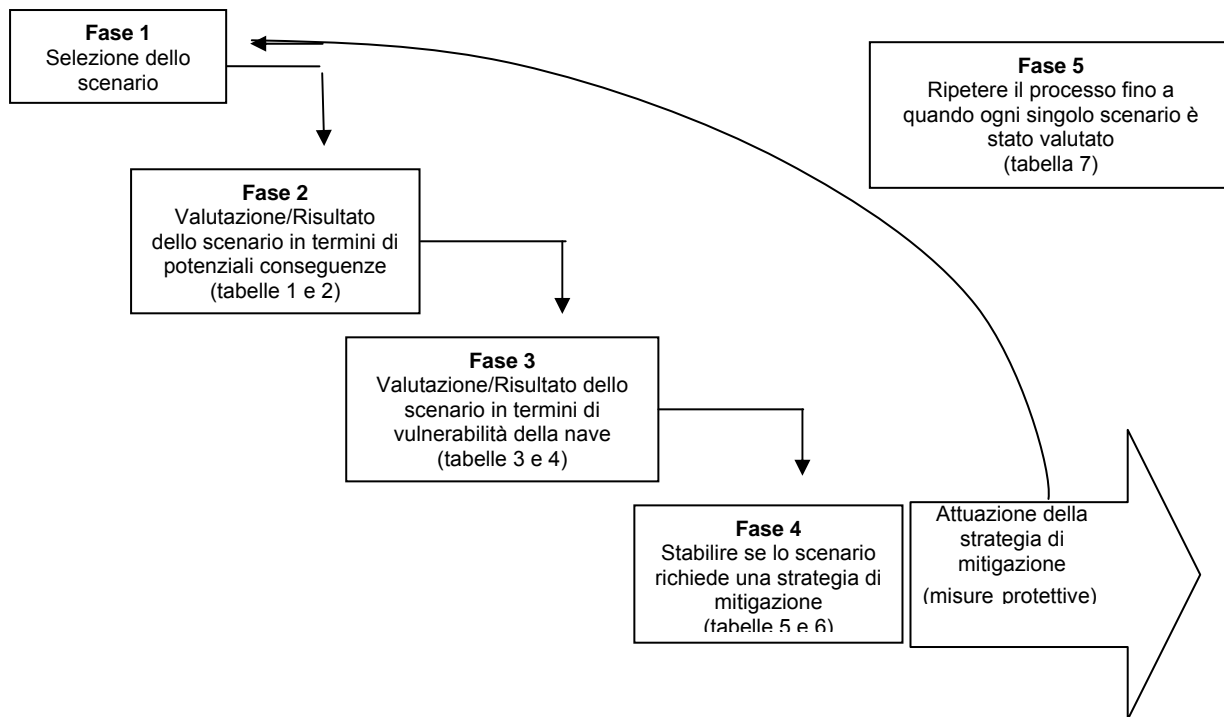 Fase 1
Selezione dello
scenario
Fase 5
Ripetere il processo fino a
quando ogni singolo scenario è
stato valutato
(tabella 7)
Fase 2
Valutazione/Risultato
dello scenario in termini di
potenziali conseguenze
(tabelle 1 e 2)
Fase 3
Valutazione/Risultato dello
scenario in termini di
vulnerabilità della nave
(tabelle 3 e 4)
Fase 4
Stabilire se lo scenario
richiede una strategia di
mitigazione
(tabelle 5 e 6)
Attuazione della
strategia di
mitigazione
(misure protettive)